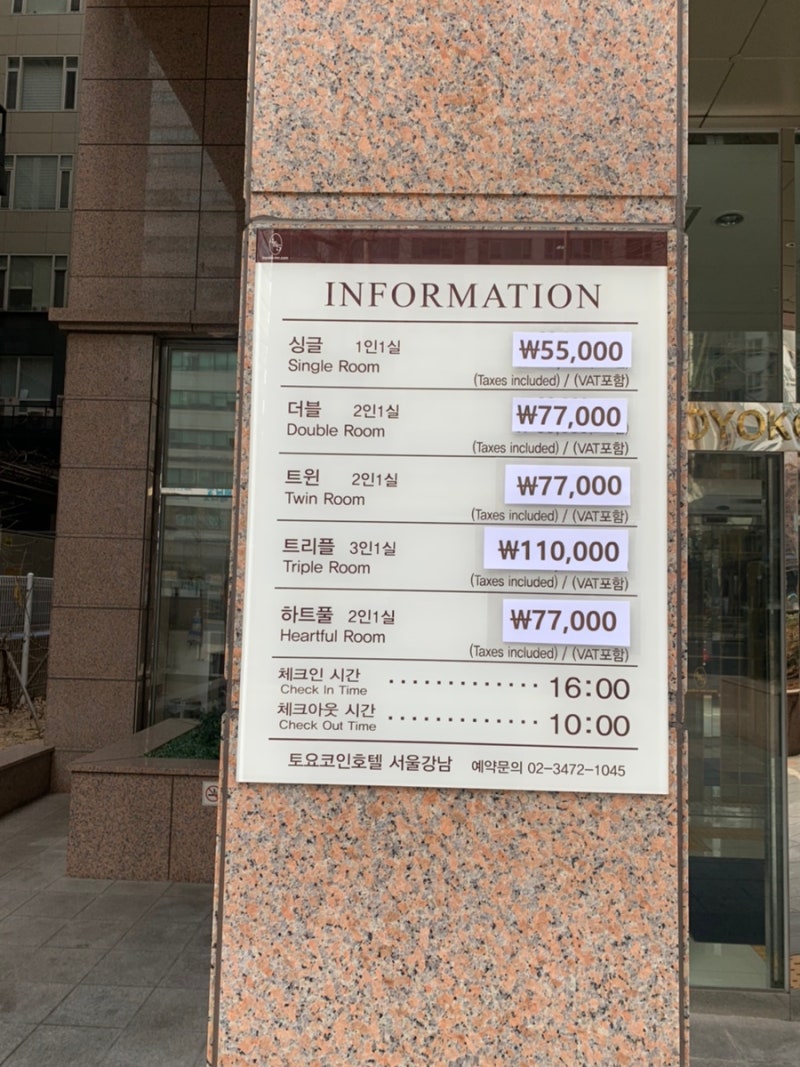 INFORMATION
싱글 1인1실 ₩55,000
Single Room
(Taxes included) / (VAT포함)
더블 2인1실 ₩77,000
Double Room
(Taxes included) / (VAT포함)
트윈 2인1실 ₩77,000
Twin Room
(Taxes included) / (VAT포함)
트리플 3인1실 ₩110,000
Triple Room
(Taxes included) / (VAT포함)
하트풀 2인1실 ₩77,000
Heartful Room
(Taxes included) / (VAT포함)
체크인 시간 ·············· 16:00
Check In Time
체크아웃 시간 ·············· 10:00
Check Out Time
토요코인호텔 서울강남 예약문의 02-3472-1045
OYOKO